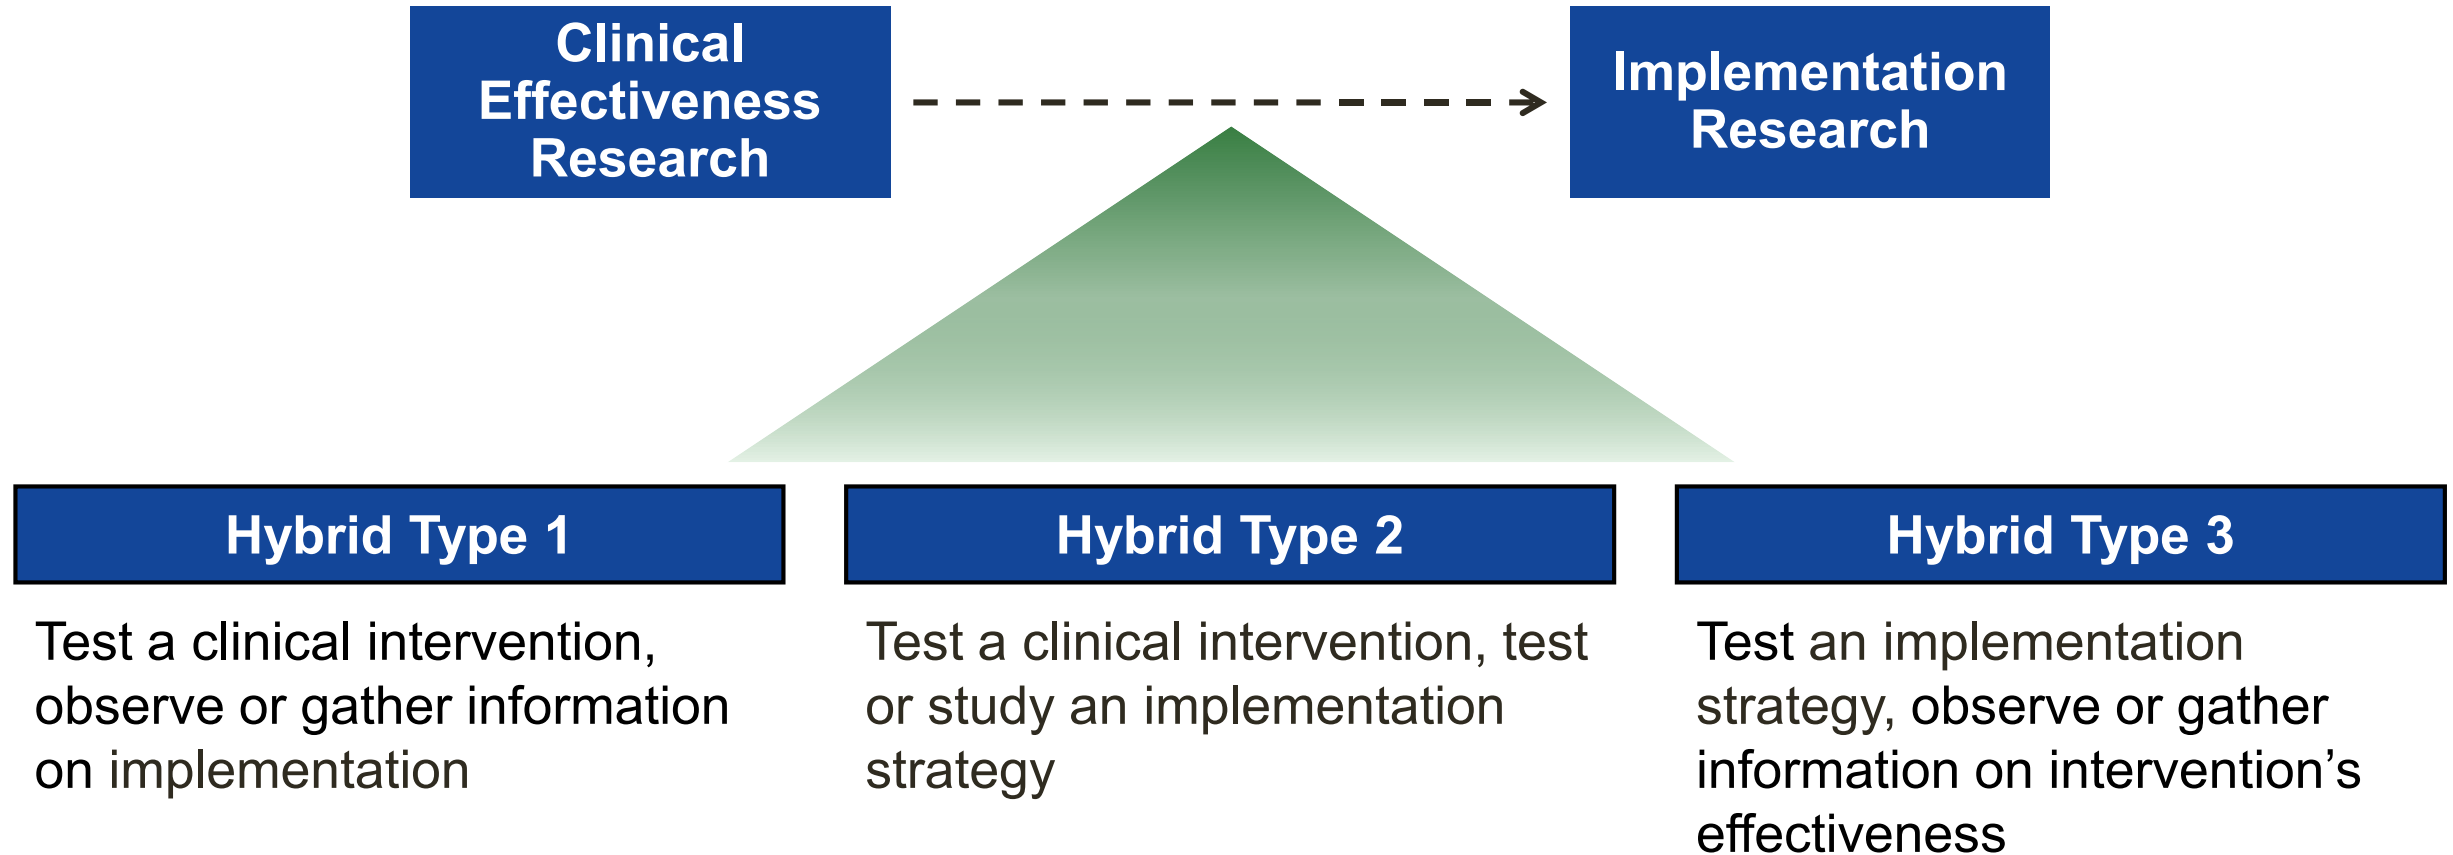 Clinical
Effectiveness
Research
Implementation
Research
Hybrid Type 1
Test a clinical intervention,
observe or gather information
on implementation
Hybrid Type 2
Test a clinical intervention, test
or study an implementation
strategy
Hybrid Type 3
Test an implementation
strategy, observe or gather
information on intervention’s
effectiveness